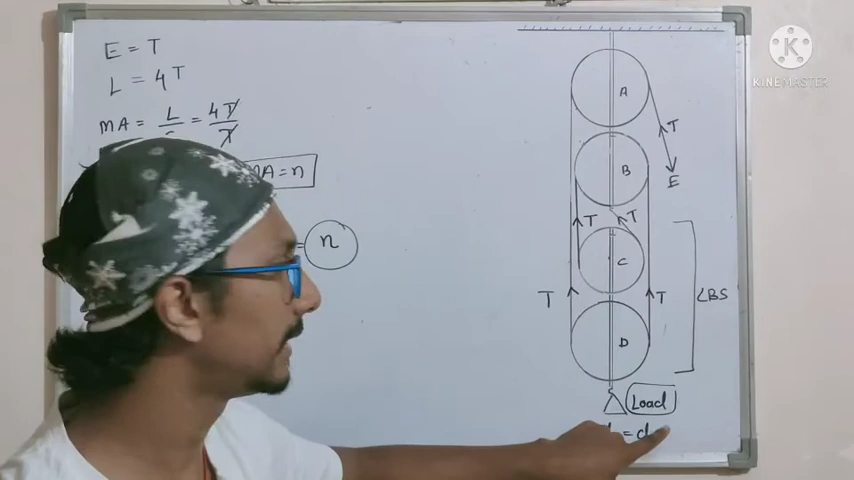 E = T
L = 4T
MA = L = 4T
T
MA = n
= n
A
T
B
E
T
T
C
LBS
T
T
D
Load
= d
K
KINEMASTER